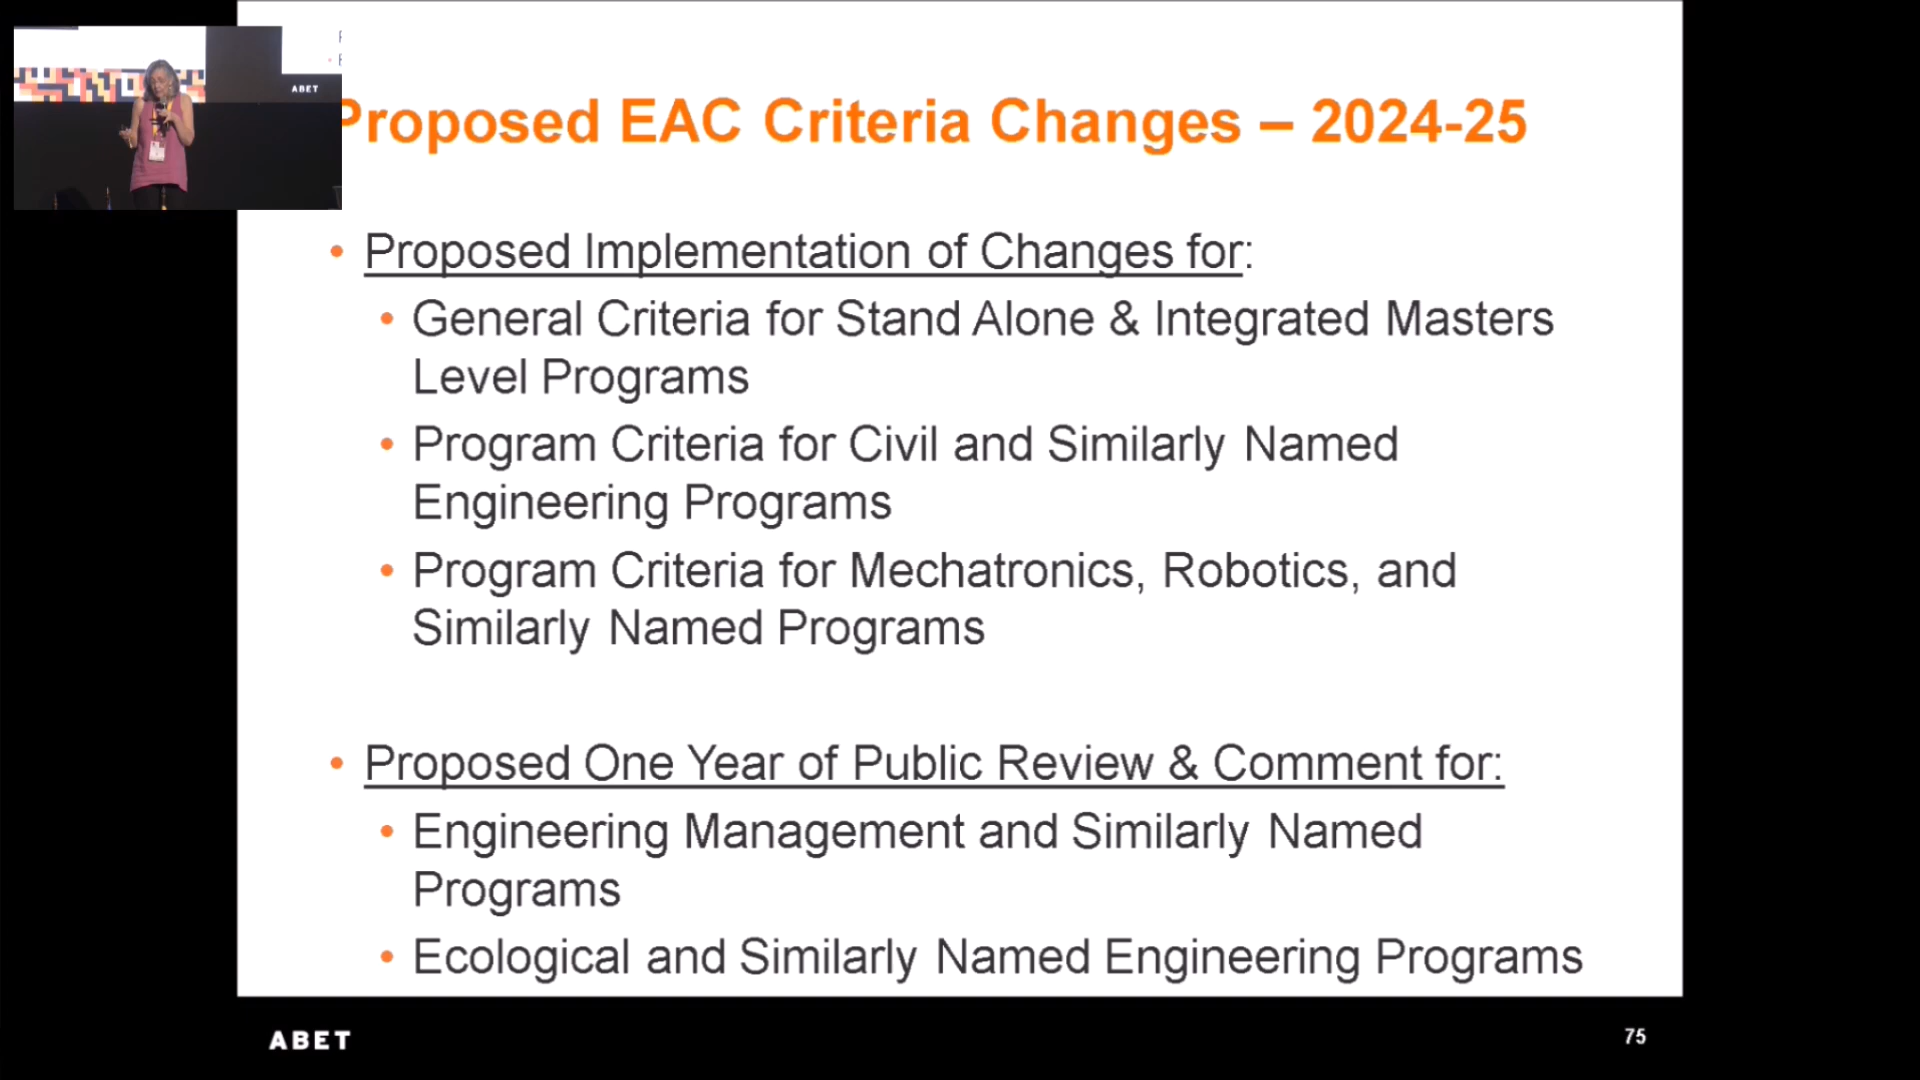 ABET
Proposed EAC Criteria Changes – 2024-25
• Proposed Implementation of Changes for:
• General Criteria for Stand Alone & Integrated Masters
Level Programs
• Program Criteria for Civil and Similarly Named
Engineering Programs
• Program Criteria for Mechatronics, Robotics, and
Similarly Named Programs
• Proposed One Year of Public Review & Comment for:
• Engineering Management and Similarly Named
Programs
• Ecological and Similarly Named Engineering Programs
ABET
75